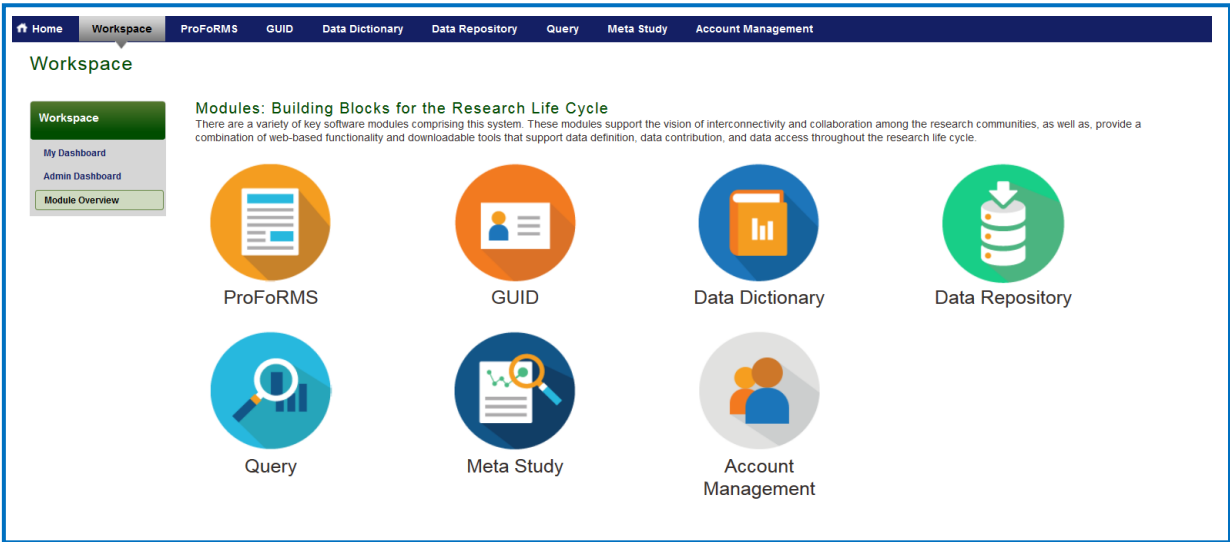 Home Workspace ProFoRMS GUID Data Dictionary Data Repository Query Meta Study Account Management
Workspace
Workspace
My Dashboard
Admin Dashboard
Module Overview
Modules: Building Blocks for the Research Life Cycle
There are a variety of key software modules comprising this system. These modules support the vision of interconnectivity and collaboration among the research communities, as well as, provide a
combination of web-based functionality and downloadable tools that support data definition, data contribution, and data access throughout the research life cycle.
ProFoRMS
GUID
Data Dictionary
Data Repository
Query
Meta Study
Account
Management